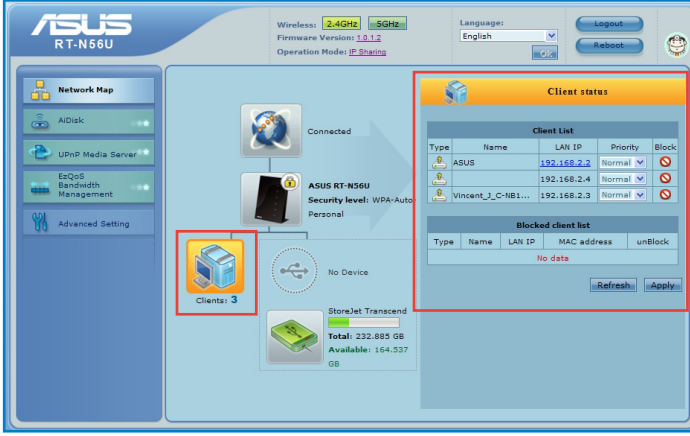 ASUS
RT-N56U
Wireless: 2.4GHz 5GHz
Firmware Version: 1.0.1.2
Operation Mode: IP Sharing
Language:
English
Ok
Logout
Reboot
Network Map
AiDisk
UPnP Media Server
EzQoS
Bandwidth
Management
Advanced Setting
Connected
ASUS RT-N56U
Security level: WPA-Auto-
Personal
Clients: 3
No Device
StoreJet Transcend
Total: 232.885 GB
Available: 164.537
GB
Client status
Client List
Type Name LAN IP Priority Block
ASUS 192.168.2.2 Normal
192.168.2.4 Normal
Vincent_J_C-NB1... 192.168.2.3 Normal
Blocked client list
Type Name LAN IP MAC address unBlock
No data
Refresh Apply